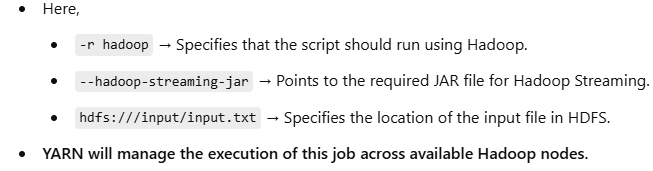 • Here,
• -r hadoop → Specifies that the script should run using Hadoop.
• --hadoop-streaming-jar → Points to the required JAR file for Hadoop Streaming.
• hdfs:///input/input.txt → Specifies the location of the input file in HDFS.
• YARN will manage the execution of this job across available Hadoop nodes.